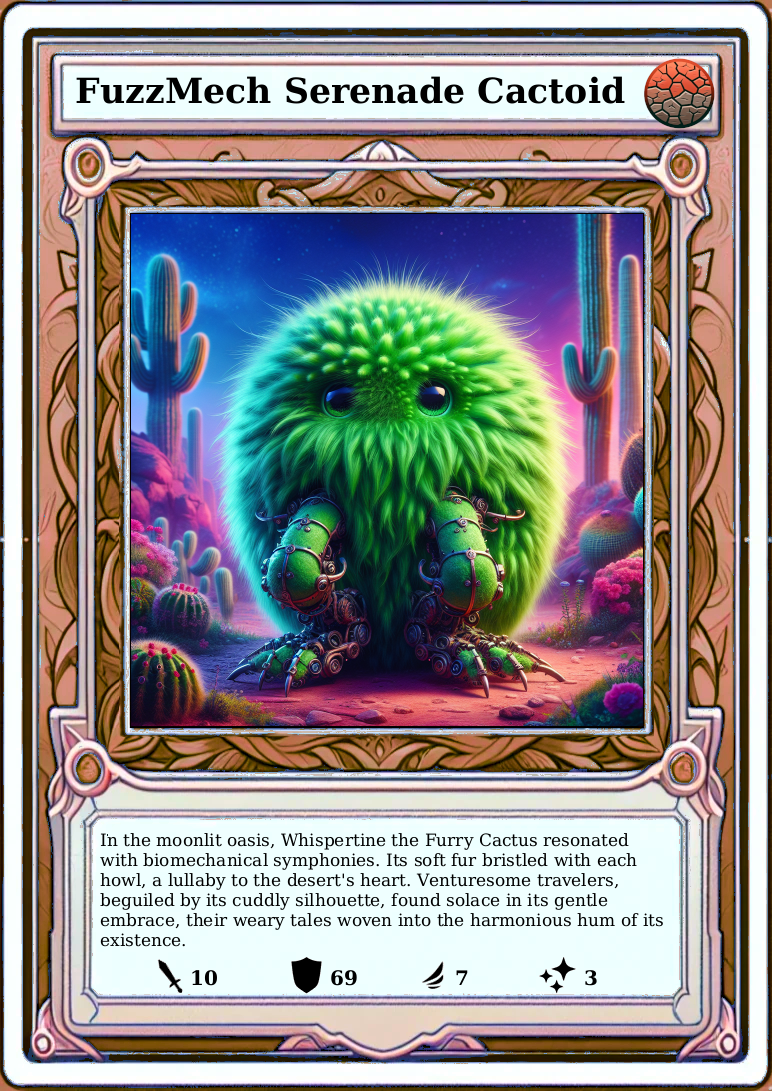 FuzzMech Serenade Cactoid
In the moonlit oasis, Whispertine the Furry Cactus resonated
with biomechanical symphonies. Its soft fur bristled with each
howl, a lullaby to the desert's heart. Venturesome travelers,
beguiled by its cuddly silhouette, found solace in its gentle
embrace, their weary tales woven into the harmonious hum of its
existence.
10 69 7 3